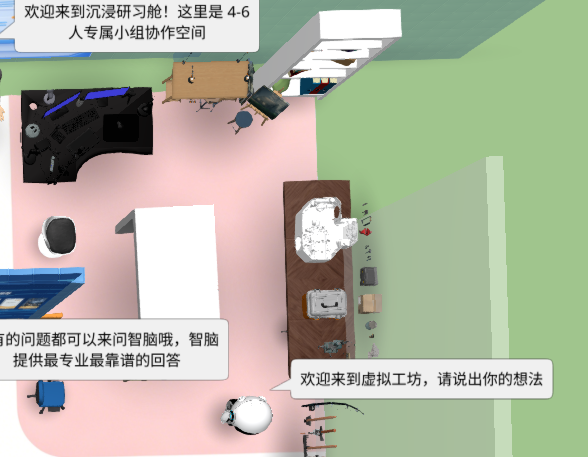 欢迎来到沉浸研习舱！这里是 4-6
人专属小组协作空间
的问题都可以来问智脑哦，智脑
提供最专业最靠谱的回答
欢迎来到虚拟工坊，请说出你的想法